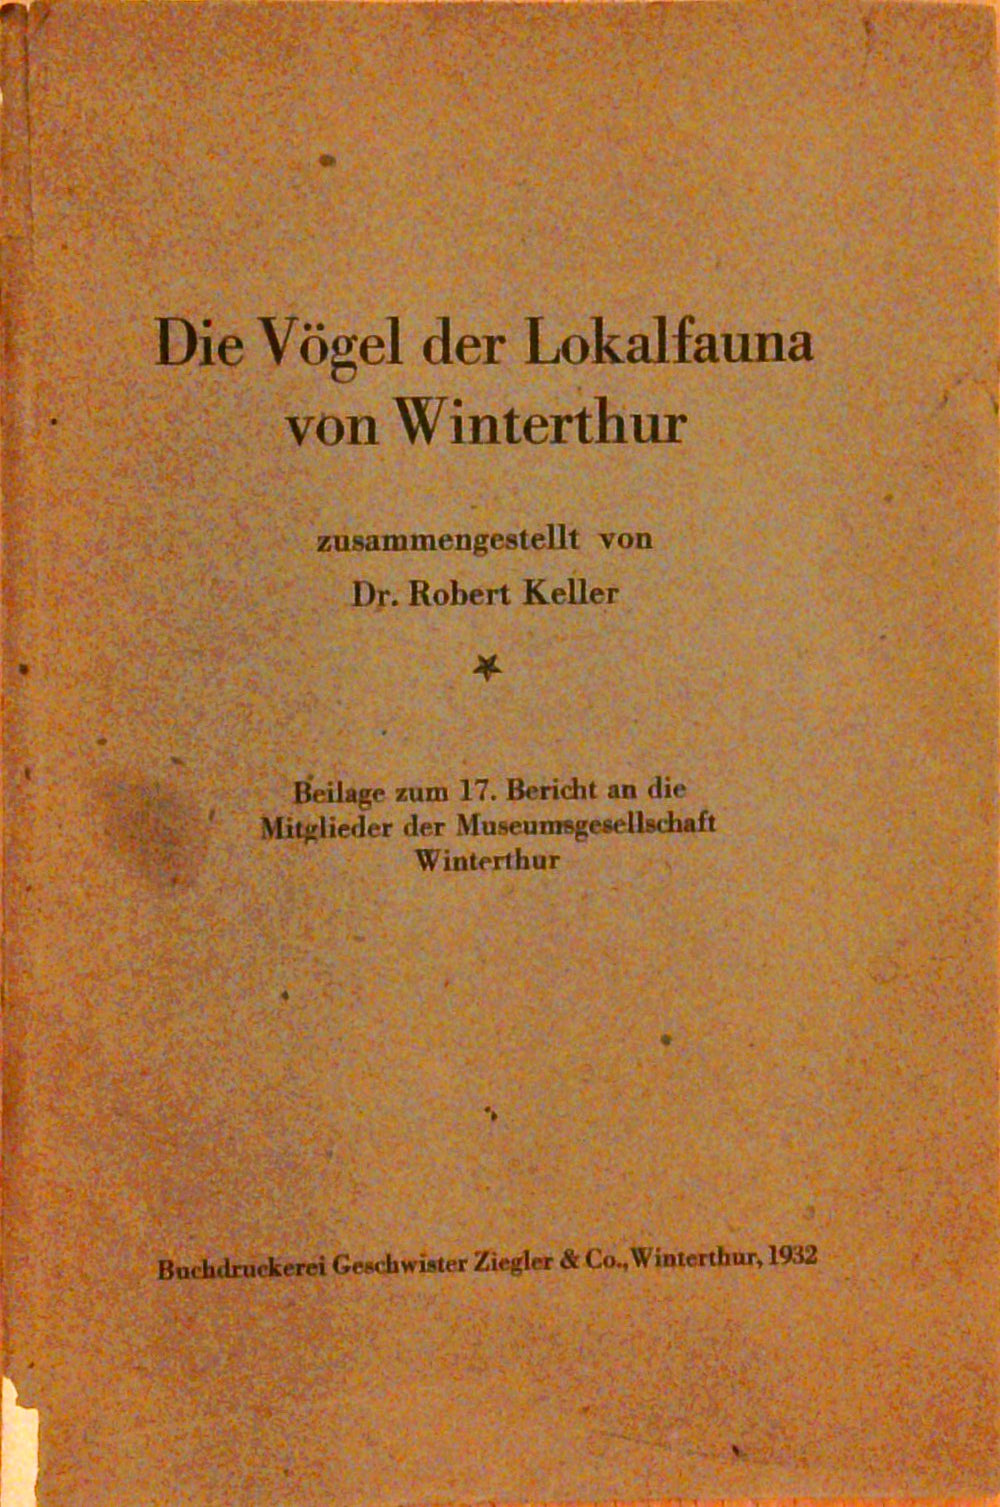 Die Vögel der Lokalfauna
von Winterthur
zusammengestellt von
Dr. Robert Keller
Beilage zum 17. Bericht an die
Mitglieder der Museumsgesellschaft
Winterthur
Buchdruckerei Geschwister Ziegler & Co., Winterthur, 1932